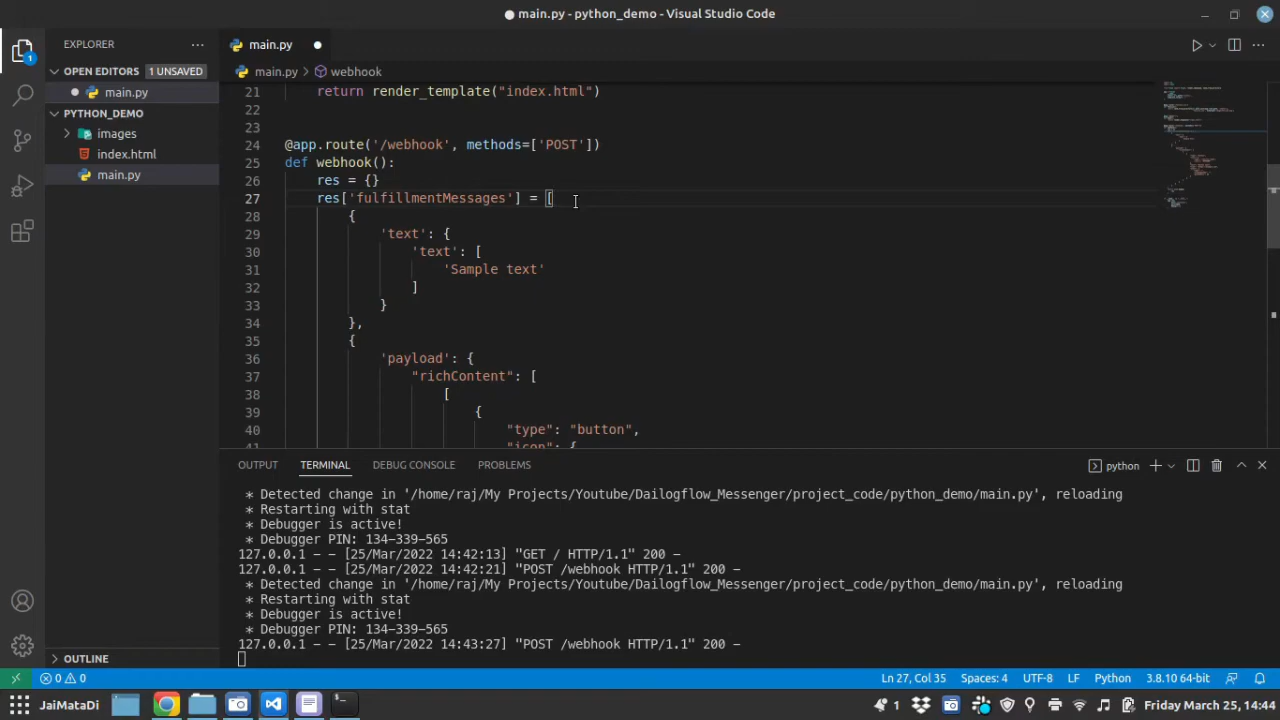 main.py - python_demo - Visual Studio Code
EXPLORER
main.py
OPEN EDITORS
1 UNSAVED
main.py
PYTHON_DEMO
images
index.html
main.py
OUTLINE
1
main.py
webhook
21 return render_template("index.html")
22
23
24 @app.route('/webhook', methods=['POST'])
25 def webhook():
26 res = {}
27 res['fulfillmentMessages'] = [
28 {
29 'text': {
30 'text': [
31 'Sample text'
32 ]
33 }
34 },
35 {
36 'payload': {
37 "richContent": [
38 [
39 {
40 "type": "button",
41 "icon": {
OUTPUT TERMINAL DEBUG CONSOLE PROBLEMS python
* Detected change in '/home/raj/My Projects/Youtube/Dailogflow_Messenger/project_code/python_demo/main.py', reloading
* Restarting with stat
* Debugger is active!
* Debugger PIN: 134-339-565
127.0.0.1 - - [25/Mar/2022 14:42:13] "GET / HTTP/1.1" 200 -
127.0.0.1 - - [25/Mar/2022 14:42:21] "POST /webhook HTTP/1.1" 200 -
* Detected change in '/home/raj/My Projects/Youtube/Dailogflow_Messenger/project_code/python_demo/main.py', reloading
* Restarting with stat
* Debugger is active!
* Debugger PIN: 134-339-565
127.0.0.1 - - [25/Mar/2022 14:43:27] "POST /webhook HTTP/1.1" 200 -
0 0 Ln 27, Col 35 Spaces: 4 UTF-8 LF Python 3.8.10 64-bit
JaiMataDi 1 Friday March 25, 14:44